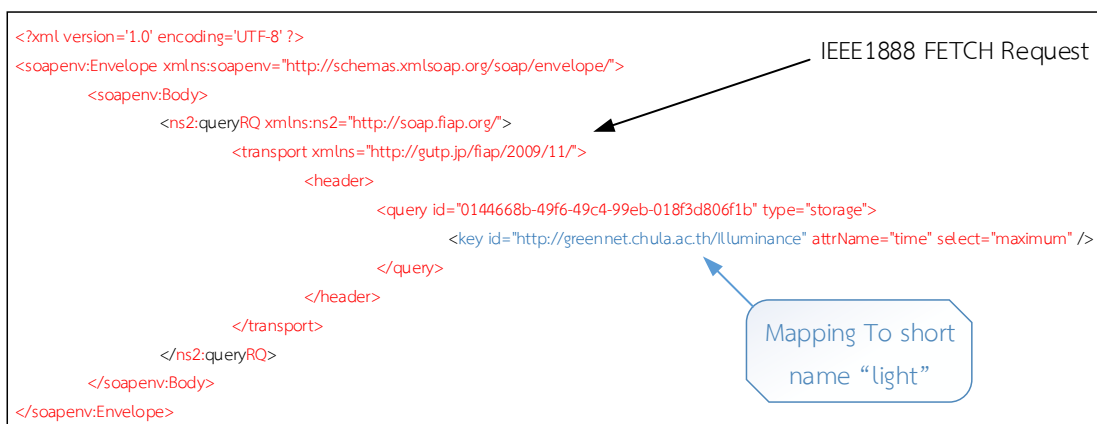 <?xml version='1.0' encoding='UTF-8' ?>
IEEE1888 FETCH Request
<soapenv:Envelope xmlns:soapenv="http://schemas.xmlsoap.org/soap/envelope/">
<soapenv:Body>
<ns2:queryRQ xmlns:ns2="http://soap.fiap.org/">
<transport xmlns="http://gutp.jp/fiap/2009/11/">
<header>
<query id="0144668b-49f6-49c4-99eb-018f3d806f1b" type="storage">
<key id="http://greennet.chula.ac.th/Illuminance" attrName="time" select="maximum" />
</query>
</header>
</transport>
</ns2:queryRQ>
</soapenv:Body>
</soapenv:Envelope>
Mapping To short
name “light”